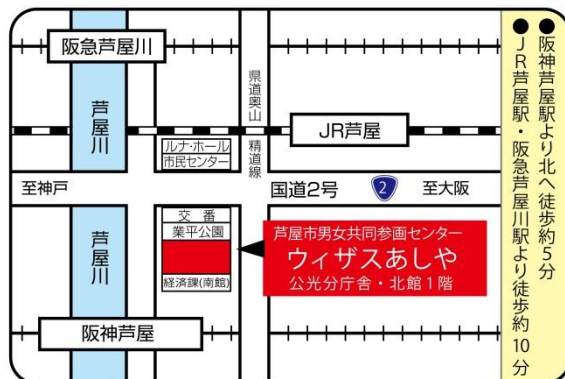 阪急芦屋川
芦屋川
県道奥山
精道線
JR芦屋
ルナ・ホール
市民センター
至神戸
国道2号
2
至大阪
交番
業平公園
経済課(南館)
芦屋市男女共同参画センター
ウィザスあしや
公光分庁舎・北館1階
芦屋川
阪神芦屋
●阪神芦屋駅より北へ徒歩約5分
●JR芦屋駅・阪急芦屋川駅より徒歩約10分